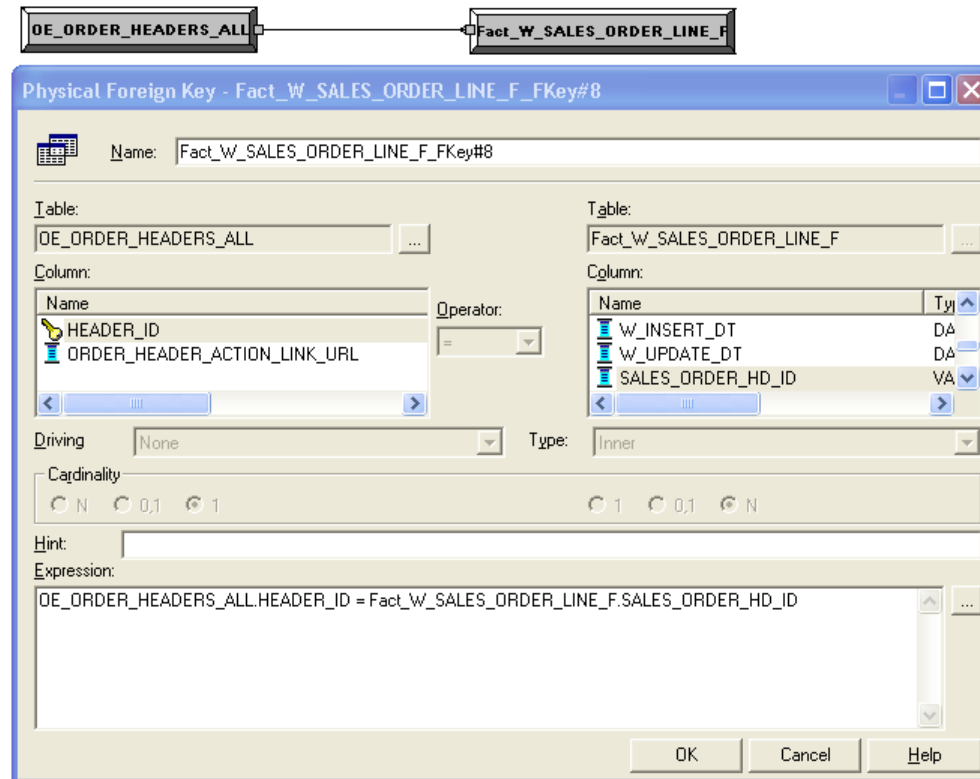 OE_ORDER_HEADERS_ALL Fact_W_SALES_ORDER_LINE_F
Physical Foreign Key - Fact_W_SALES_ORDER_LINE_F_FKey#8
Name: Fact_W_SALES_ORDER_LINE_F_FKey#8
Table: Table:
OE_ORDER_HEADERS_ALL ... Fact_W_SALES_ORDER_LINE_F ...
Column: Column:
Name Operator: Name Ty
HEADER_ID = W_INSERT_DT DA
ORDER_HEADER_ACTION_LINK_URL W_UPDATE_DT DA
SALES_ORDER_HD_ID VA
Driving None Type: Inner
Cardinality
N 0,1 1 1 0,1 N
Hint:
Expression:
OE_ORDER_HEADERS_ALL.HEADER_ID = Fact_W_SALES_ORDER_LINE_F.SALES_ORDER_HD_ID
...
OK Cancel Help